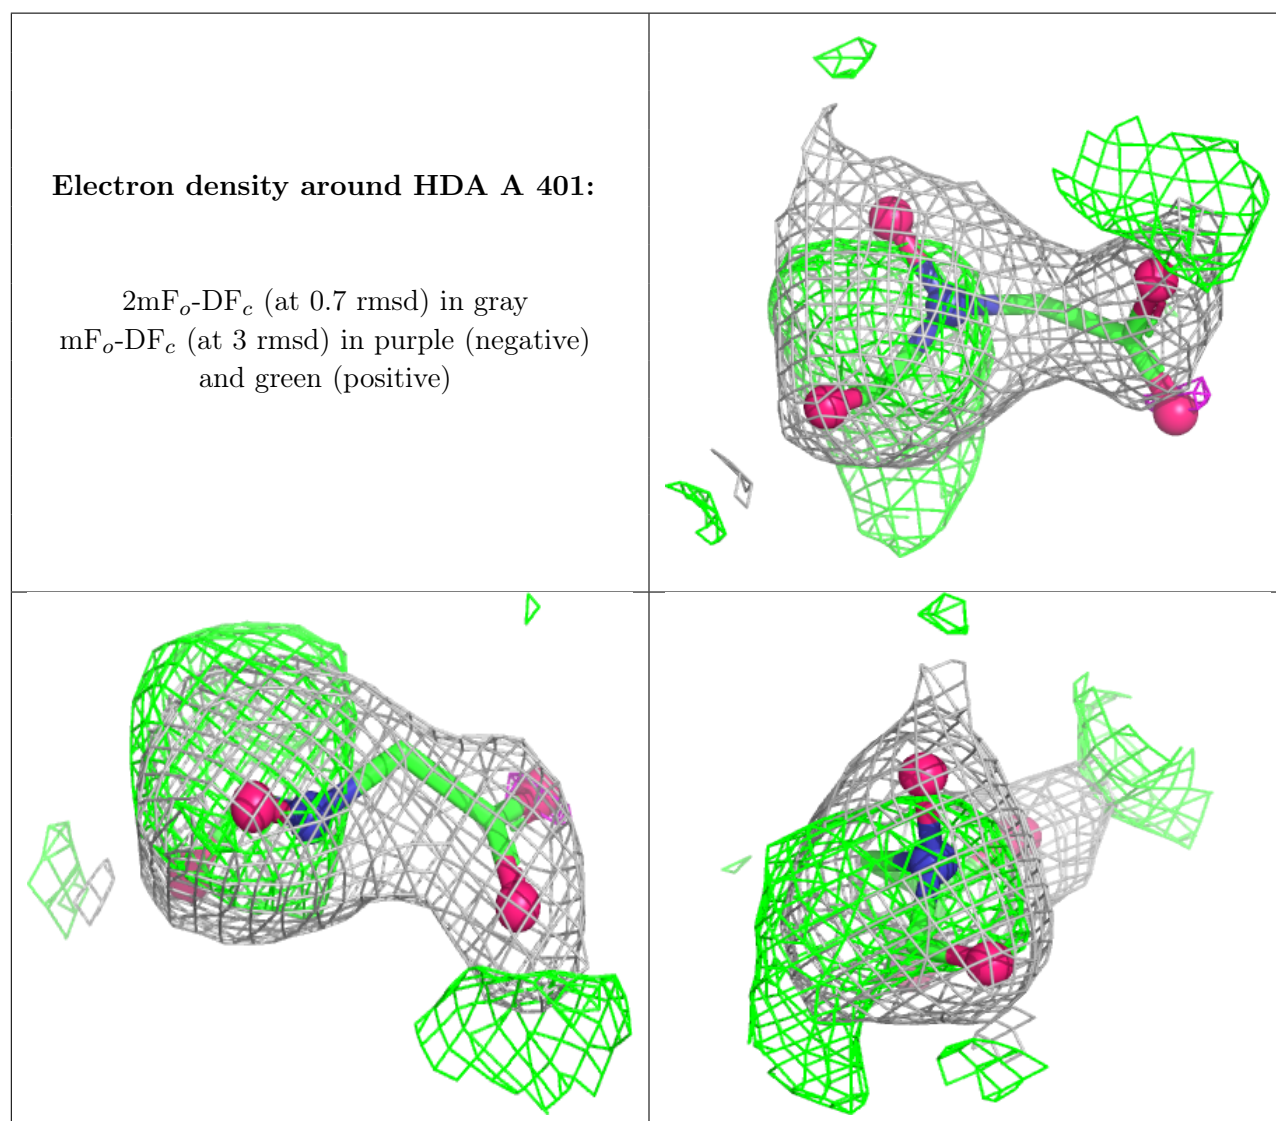 Electron density around HDA A 401:
2mFo-DFc (at 0.7 rmsd) in gray
mFo-DFc (at 3 rmsd) in purple (negative)
and green (positive)